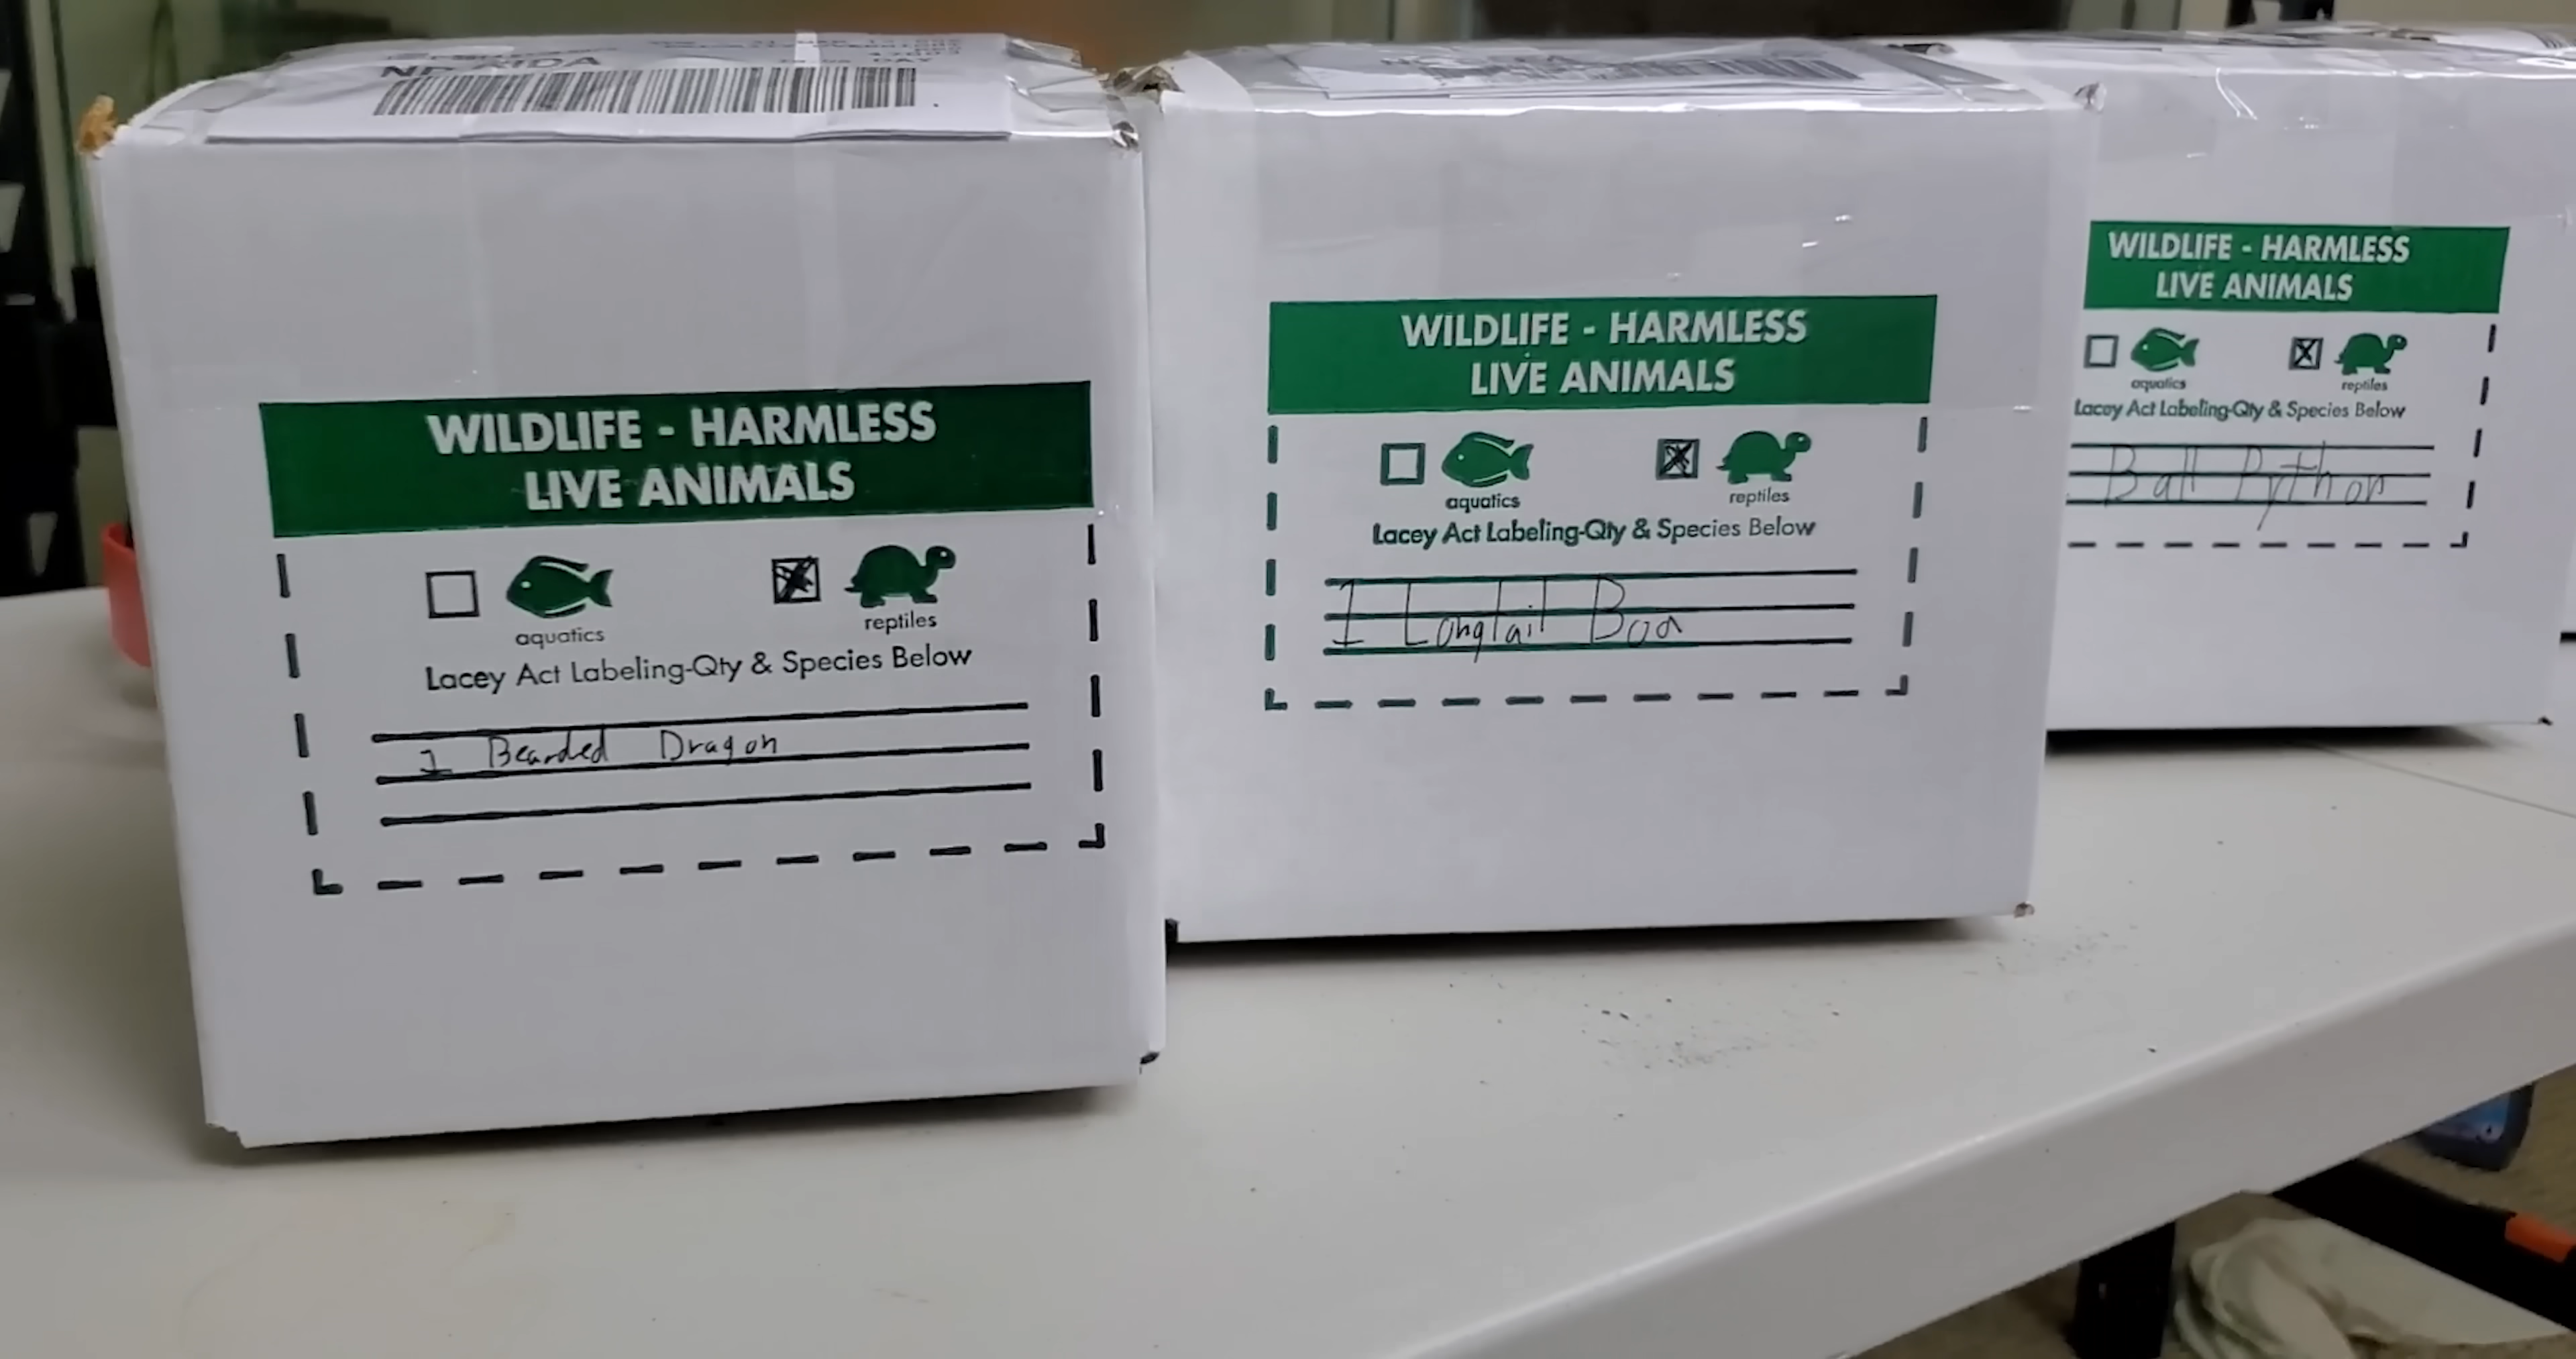 WILDLIFE - HARMLESS
LIVE ANIMALS
aquatics
reptiles
Lacey Act Labeling-Qty & Species Below
1 Bearded Dragon
WILDLIFE - HARMLESS
LIVE ANIMALS
aquatics
reptiles
Lacey Act Labeling-Qty & Species Below
1 Longtail Boa
WILDLIFE - HARMLESS
LIVE ANIMALS
aquatics
reptiles
Lacey Act Labeling-Qty & Species Below
Ball Python